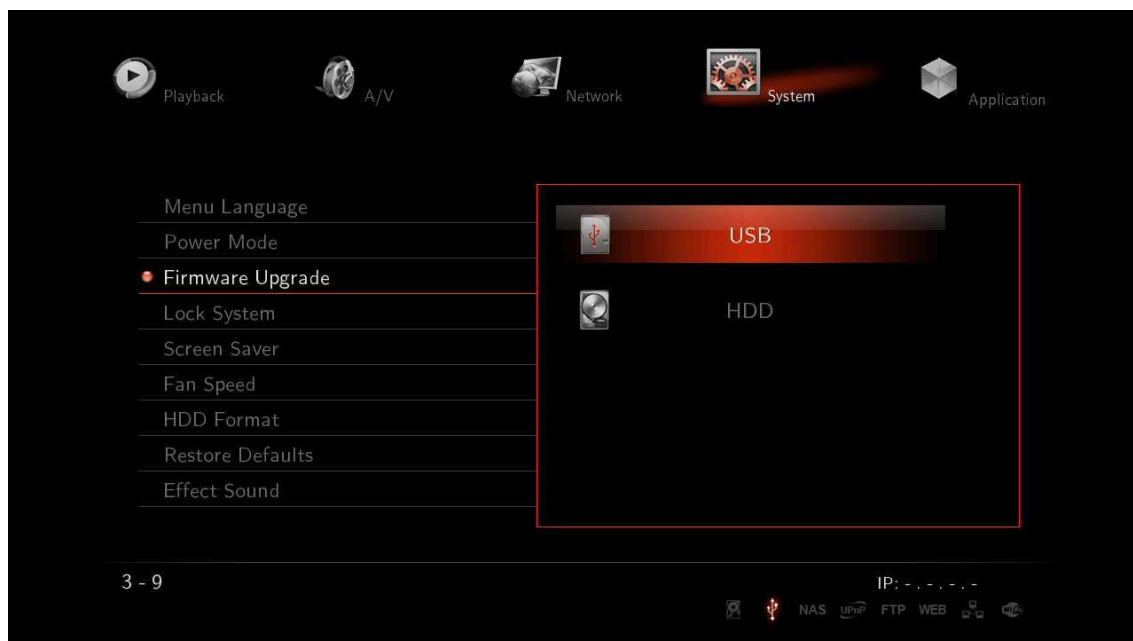 Playback
A/V
Network
System
Application
Menu Language
Power Mode
Firmware Upgrade
Lock System
Screen Saver
Fan Speed
HDD Format
Restore Defaults
Effect Sound
USB
HDD
3 - 9
IP: - . - . - . -
NAS UPnP FTP WEB